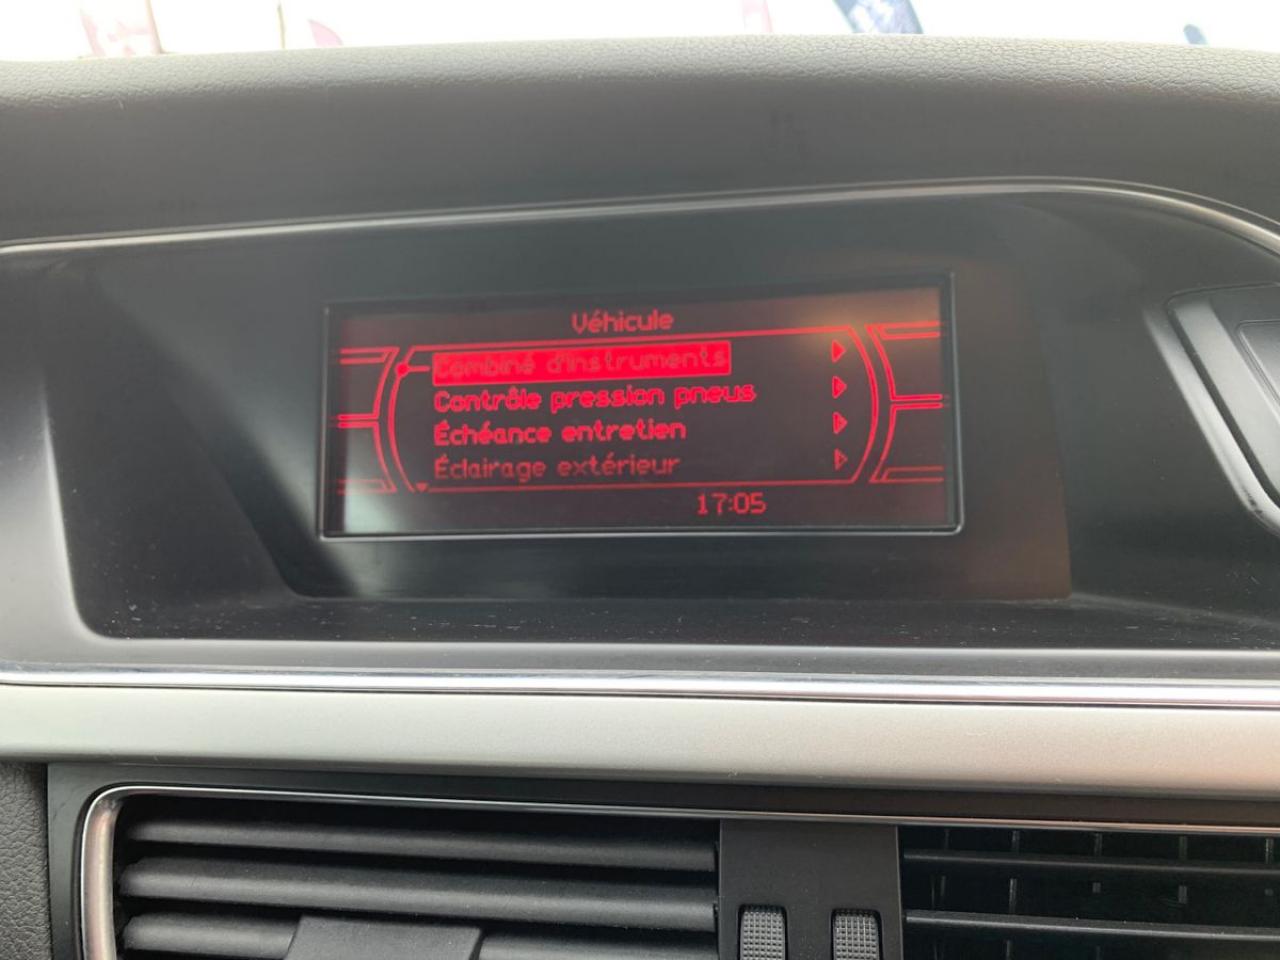 Véhicule
Combiné d'instruments
Contrôle pression pneus
Échéance entretien
Éclairage extérieur
17:05